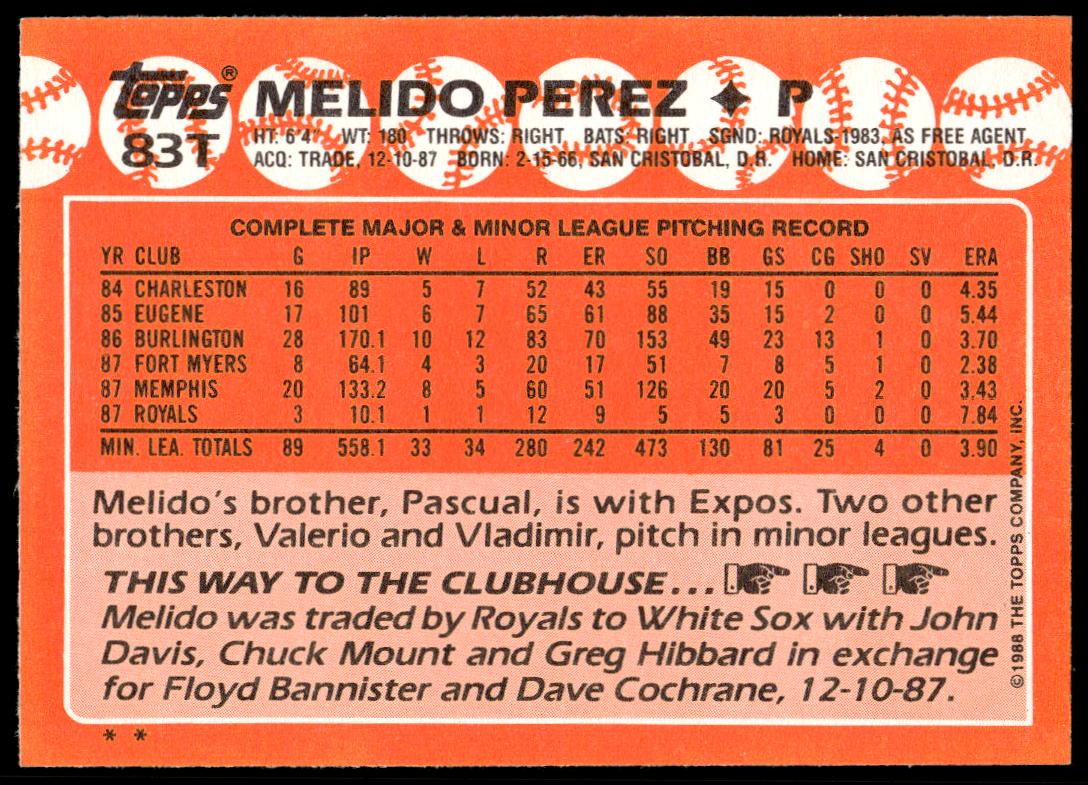 topps® MELIDO PEREZ ✦ P
83T HT: 6'4" WT: 180 THROWS: RIGHT BATS: RIGHT SGND: ROYALS-1983, AS FREE AGENT
ACQ: TRADE, 12-10-87 BORN: 2-15-66, SAN CRISTOBAL, D.R. HOME: SAN CRISTOBAL, D.R.
COMPLETE MAJOR & MINOR LEAGUE PITCHING RECORD
YR CLUB G IP W L R ER SO BB GS CG SHO SV ERA
84 CHARLESTON 16 89 5 7 52 43 55 19 15 0 0 0 4.35
85 EUGENE 17 101 6 7 65 61 88 35 15 2 0 0 5.44
86 BURLINGTON 28 170.1 10 12 83 70 153 49 23 13 1 0 3.70
87 FORT MYERS 8 64.1 4 3 20 17 51 7 8 5 1 0 2.38
87 MEMPHIS 20 133.2 8 5 60 51 126 20 20 5 2 0 3.43
87 ROYALS 3 10.1 1 1 12 9 5 5 3 0 0 0 7.84
MIN. LEA. TOTALS 89 558.1 33 34 280 242 473 130 81 25 4 0 3.90
Melido's brother, Pascual, is with Expos. Two other
brothers, Valerio and Vladimir, pitch in minor leagues.
THIS WAY TO THE CLUBHOUSE...
Melido was traded by Royals to White Sox with John
Davis, Chuck Mount and Greg Hibbard in exchange
for Floyd Bannister and Dave Cochrane, 12-10-87.
©1988 THE TOPPS COMPANY, INC.
* *